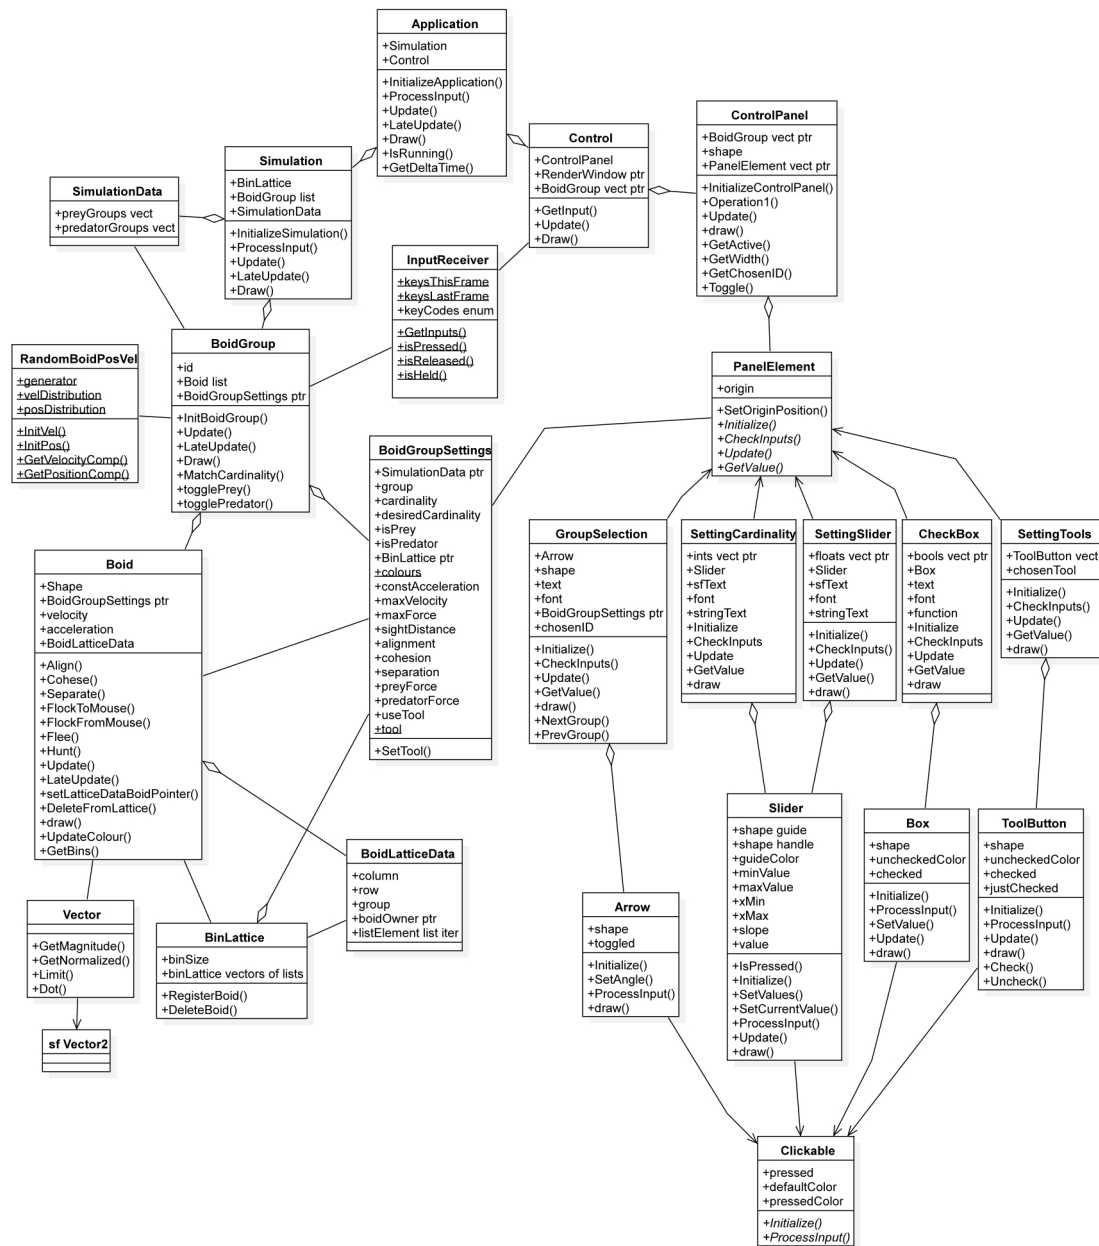 Application
+Simulation
+Control
+InitializeApplication()
+ProcessInput()
+Update()
+LateUpdate()
+Draw()
+IsRunning()
+GetDeltaTime()
ControlPanel
+BoidGroup vect ptr
+shape
+PanelElement vect ptr
+InitializeControlPanel()
+Operation1()
+Update()
+draw()
+GetActive()
+GetWidth()
+GetChosenID()
+Toggle()
Control
+ControlPanel
+RenderWindow ptr
+BoidGroup vect ptr
+GetInput()
+Update()
+Draw()
Simulation
+BinLattice
+BoidGroup list
+SimulationData
+InitializeSimulation()
+ProcessInput()
+Update()
+LateUpdate()
+Draw()
SimulationData
+preyGroups vect
+predatorGroups vect
InputReceiver
+keysThisFrame
+keysLastFrame
+keyCodes enum
+GetInputs()
+isPressed()
+isReleased()
+isHeld()
BoidGroup
+id
+Boid list
+BoidGroupSettings ptr
+InitBoidGroup()
+Update()
+LateUpdate()
+Draw()
+MatchCardinality()
+togglePrey()
+togglePredator()
RandomBoidPosVel
+generator
+velDistribution
+posDistribution
+InitVel()
+InitPos()
+GetVelocityComp()
+GetPositionComp()
PanelElement
+origin
+SetOriginPosition()
+Initialize()
+CheckInputs()
+Update()
+GetValue()
BoidGroupSettings
+SimulationData ptr
+group
+cardinality
+desiredCardinality
+isPrey
+isPredator
+BinLattice ptr
+colours
+constAcceleration
+maxVelocity
+maxForce
+sightDistance
+alignment
+cohesion
+separation
+preyForce
+predatorForce
+useTool
+tool
+SetTool()
GroupSelection
+Arrow
+shape
+text
+font
+BoidGroupSettings ptr
+chosenID
+Initialize()
+CheckInputs()
+Update()
+GetValue()
+draw()
+NextGroup()
+PrevGroup()
SettingCardinality
+ints vect ptr
+Slider
+sfText
+font
+stringText
+Initialize
+CheckInputs
+Update
+GetValue
+draw
SettingSlider
+floats vect ptr
+Slider
+sfText
+font
+stringText
+Initialize()
+CheckInputs()
+Update()
+GetValue()
+draw()
CheckBox
+bools vect ptr
+Box
+text
+font
+function
+Initialize
+CheckInputs
+Update
+GetValue
+draw
SettingTools
+ToolButton vect
+chosenTool
+Initialize()
+CheckInputs()
+Update()
+GetValue()
+draw()
Boid
+Shape
+BoidGroupSettings ptr
+velocity
+acceleration
+BoidLatticeData
+Align()
+Cohese()
+Separate()
+FlockToMouse()
+FlockFromMouse()
+Flee()
+Hunt()
+Update()
+LateUpdate()
+setLatticeDataBoidPointer()
+DeleteFromLattice()
+draw()
+UpdateColour()
+GetBins()
Slider
+shape guide
+shape handle
+guideColor
+minValue
+maxValue
+xMin
+xMax
+slope
+value
+IsPressed()
+Initialize()
+SetValues()
+SetCurrentValue()
+ProcessInput()
+Update()
+draw()
Box
+shape
+uncheckedColor
+checked
+Initialize()
+ProcessInput()
+SetValue()
+Update()
+draw()
ToolButton
+shape
+uncheckedColor
+checked
+justChecked
+Initialize()
+ProcessInput()
+Update()
+draw()
+Check()
+Uncheck()
BoidLatticeData
+column
+row
+group
+boidOwner ptr
+listElement list iter
Arrow
+shape
+toggled
+Initialize()
+SetAngle()
+ProcessInput()
+draw()
Vector
+GetMagnitude()
+GetNormalized()
+Limit()
+Dot()
BinLattice
+binSize
+binLattice vectors of lists
+RegisterBoid()
+DeleteBoid()
sf Vector2
Clickable
+pressed
+defaultColor
+pressedColor
+Initialize()
+ProcessInput()